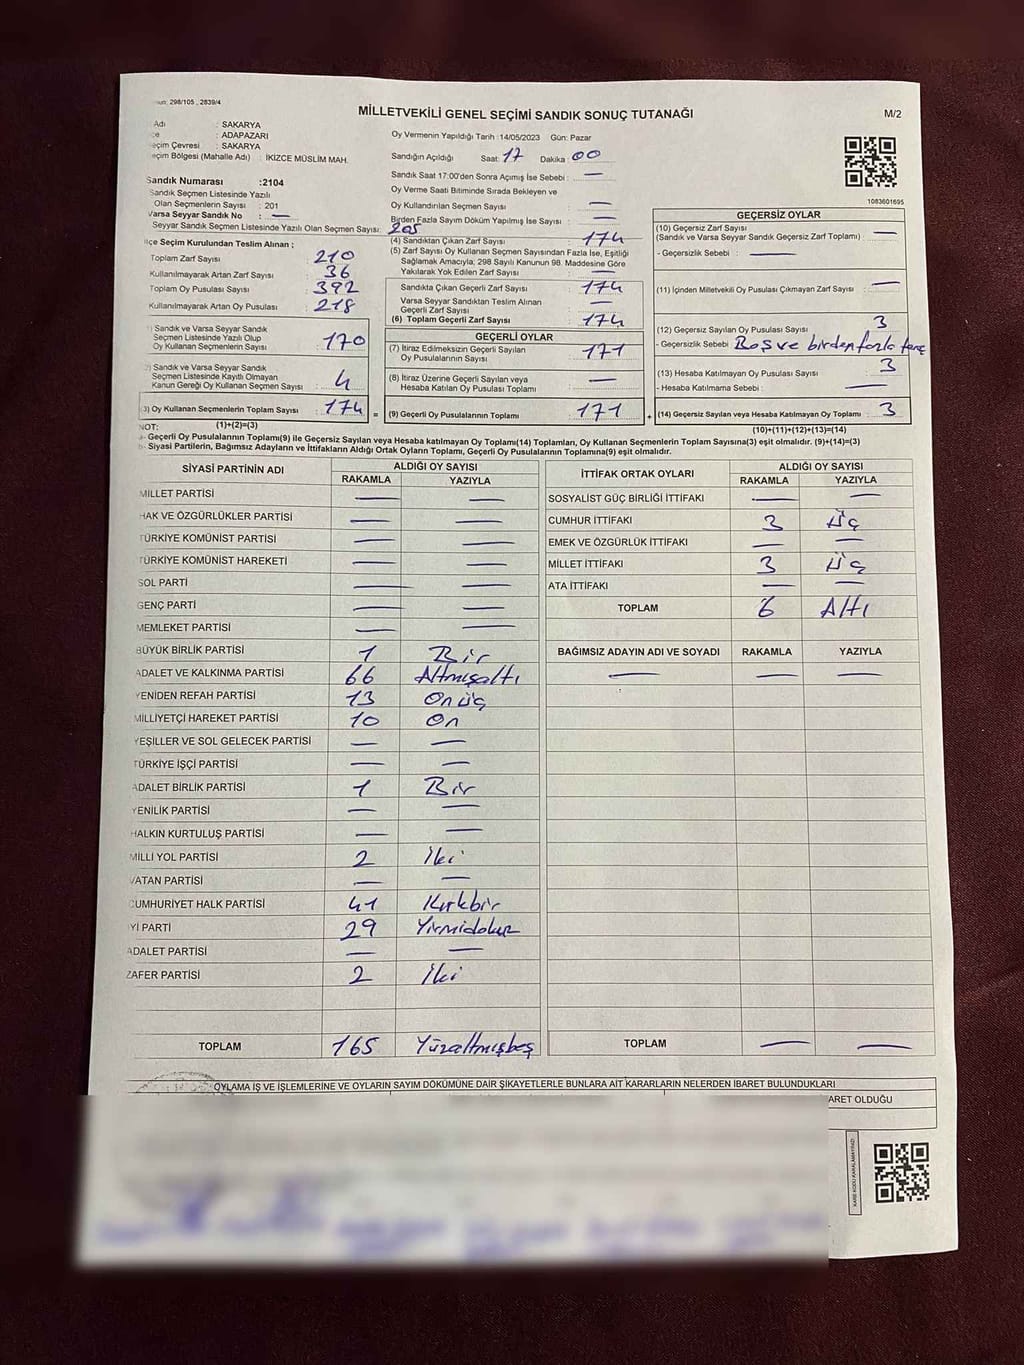 298/105 , 2839/4
MİLLETVEKİLİ GENEL SEÇİMİ SANDIK SONUÇ TUTANAĞI
M/2
Adı : SAKARYA
: ADAPAZARI
eçim Çevresi : SAKARYA
eçim Bölgesi (Mahalle Adı) : İKİZCE MÜSLİM MAH.
Oy Vermenin Yapıldığı Tarih :14/05/2023 Gün: Pazar
Sandığın Açıldığı Saat: 17 Dakika : 00
Sandık Saat 17:00'den Sonra Açımış İse Sebebi : —
Oy Verme Saati Bitiminde Sırada Bekleyen ve
Oy Kullandırılan Seçmen Sayısı : —
Birden Fazla Sayım Döküm Yapılmış İse Sayısı : —
1083601695
Sandık Numarası :2104
Sandık Seçmen Listesinde Yazılı
Olan Seçmenlerin Sayısı : 201
Varsa Seyyar Sandık No : —
Seyyar Sandık Seçmen Listesinde Yazılı Olan Seçmen Sayısı: 205
lçe Seçim Kurulundan Teslim Alınan ;
Toplam Zarf Sayısı 210
Kullanılmayarak Artan Zarf Sayısı : 36
Toplam Oy Pusulası Sayısı : 392
Kullanılmayarak Artan Oy Pusulası : 218
) Sandık ve Varsa Seyyar Sandık
Seçmen Listesinde Yazılı Olup
Oy Kullanan Seçmenlerin Sayısı : 170
) Sandık ve Varsa Seyyar Sandık
Seçmen Listesinde Kayıtlı Olmayan
Kanun Gereği Oy Kullanan Seçmen Sayısı : 4
3) Oy Kullanan Seçmenlerin Toplam Sayısı : 174 =
(1)+(2)=(3)
(4) Sandıktan Çıkan Zarf Sayısı : 174
(5) Zarf Sayısı Oy Kullanan Seçmen Sayısından Fazla İse, Eşitliği
Sağlamak Amacıyla; 298 Sayılı Kanunun 98. Maddesine Göre
Yakılarak Yok Edilen Zarf Sayısı : —
Sandıkta Çıkan Geçerli Zarf Sayısı : 174
Varsa Seyyar Sandıktan Teslim Alınan
Geçerli Zarf Sayısı : —
(6) Toplam Geçerli Zarf Sayısı : 174
GEÇERLİ OYLAR
(7) İtiraz Edilmeksizin Geçerli Sayılan
Oy Pusulalarının Sayısı : 171
(8) İtiraz Üzerine Geçerli Sayılan veya
Hesaba Katılan Oy Pusulası Toplamı : —
(9) Geçerli Oy Pusulalarının Toplamı : 171 +
GEÇERSİZ OYLAR
(10) Geçersiz Zarf Sayısı
(Sandık ve Varsa Seyyar Sandık Geçersiz Zarf Toplamı) : —
- Geçersizlik Sebebi : —
(11) İçinden Milletvekili Oy Pusulası Çıkmayan Zarf Sayısı : —
(12) Geçersiz Sayılan Oy Pusulası Sayısı : 3
- Geçersizlik Sebebi : Boş ve birden fazla
(13) Hesaba Katılmayan Oy Pusulası Sayısı : 3
- Hesaba Katılmama Sebebi : —
(14) Geçersiz Sayılan veya Hesaba Katılmayan Oy Toplamı : 3
(10)+(11)+(12)+(13)=(14)
NOT:
- Geçerli Oy Pusulalarının Toplamı(9) ile Geçersiz Sayılan veya Hesaba katılmayan Oy Toplamı(14) Toplamları, Oy Kullanan Seçmenlerin Toplam Sayısına(3) eşit olmalıdır. (9)+(14)=(3)
- Siyasi Partilerin, Bağımsız Adayların ve İttifakların Aldığı Ortak Oyların Toplamı, Geçerli Oy Pusulalarının Toplamına(9) eşit olmalıdır.
SİYASİ PARTİNİN ADI ALDIĞI OY SAYISI
RAKAMLA YAZIYLA
MİLLET PARTİSİ — —
HAK VE ÖZGÜRLÜKLER PARTİSİ — —
TÜRKİYE KOMÜNİST PARTİSİ — —
TÜRKİYE KOMÜNİST HAREKETİ — —
SOL PARTİ — —
GENÇ PARTİ — —
MEMLEKET PARTİSİ — —
BÜYÜK BİRLİK PARTİSİ 1 Bir
ADALET VE KALKINMA PARTİSİ 66 Altmışaltı
YENİDEN REFAH PARTİSİ 13 Onüç
MİLLİYETÇİ HAREKET PARTİSİ 10 On
YEŞİLLER VE SOL GELECEK PARTİSİ — —
TÜRKİYE İŞÇİ PARTİSİ — —
ADALET BİRLİK PARTİSİ 1 Bir
YENİLİK PARTİSİ — —
HALKIN KURTULUŞ PARTİSİ — —
MİLLİ YOL PARTİSİ 2 İki
VATAN PARTİSİ — —
CUMHURİYET HALK PARTİSİ 41 Kırkbir
İYİ PARTİ 29 Yirmidokuz
ADALET PARTİSİ — —
ZAFER PARTİSİ 2 İki
TOPLAM 165 Yüzaltmışbeş
İTTİFAK ORTAK OYLARI ALDIĞI OY SAYISI
RAKAMLA YAZIYLA
SOSYALİST GÜÇ BİRLİĞİ İTTİFAKI — —
CUMHUR İTTİFAKI 3 Üç
EMEK VE ÖZGÜRLÜK İTTİFAKI — —
MİLLET İTTİFAKI 3 Üç
ATA İTTİFAKI — —
TOPLAM 6 Altı
BAĞIMSIZ ADAYIN ADI VE SOYADI RAKAMLA YAZIYLA
— — —
TOPLAM — —
OYLAMA İŞ VE İŞLEMLERİNE VE OYLARIN SAYIM DÖKÜMÜNE DAİR ŞİKAYETLERLE BUNLARA AİT KARARLARIN NELERDEN İBARET BULUNDUKLARI
ARET OLDUĞU